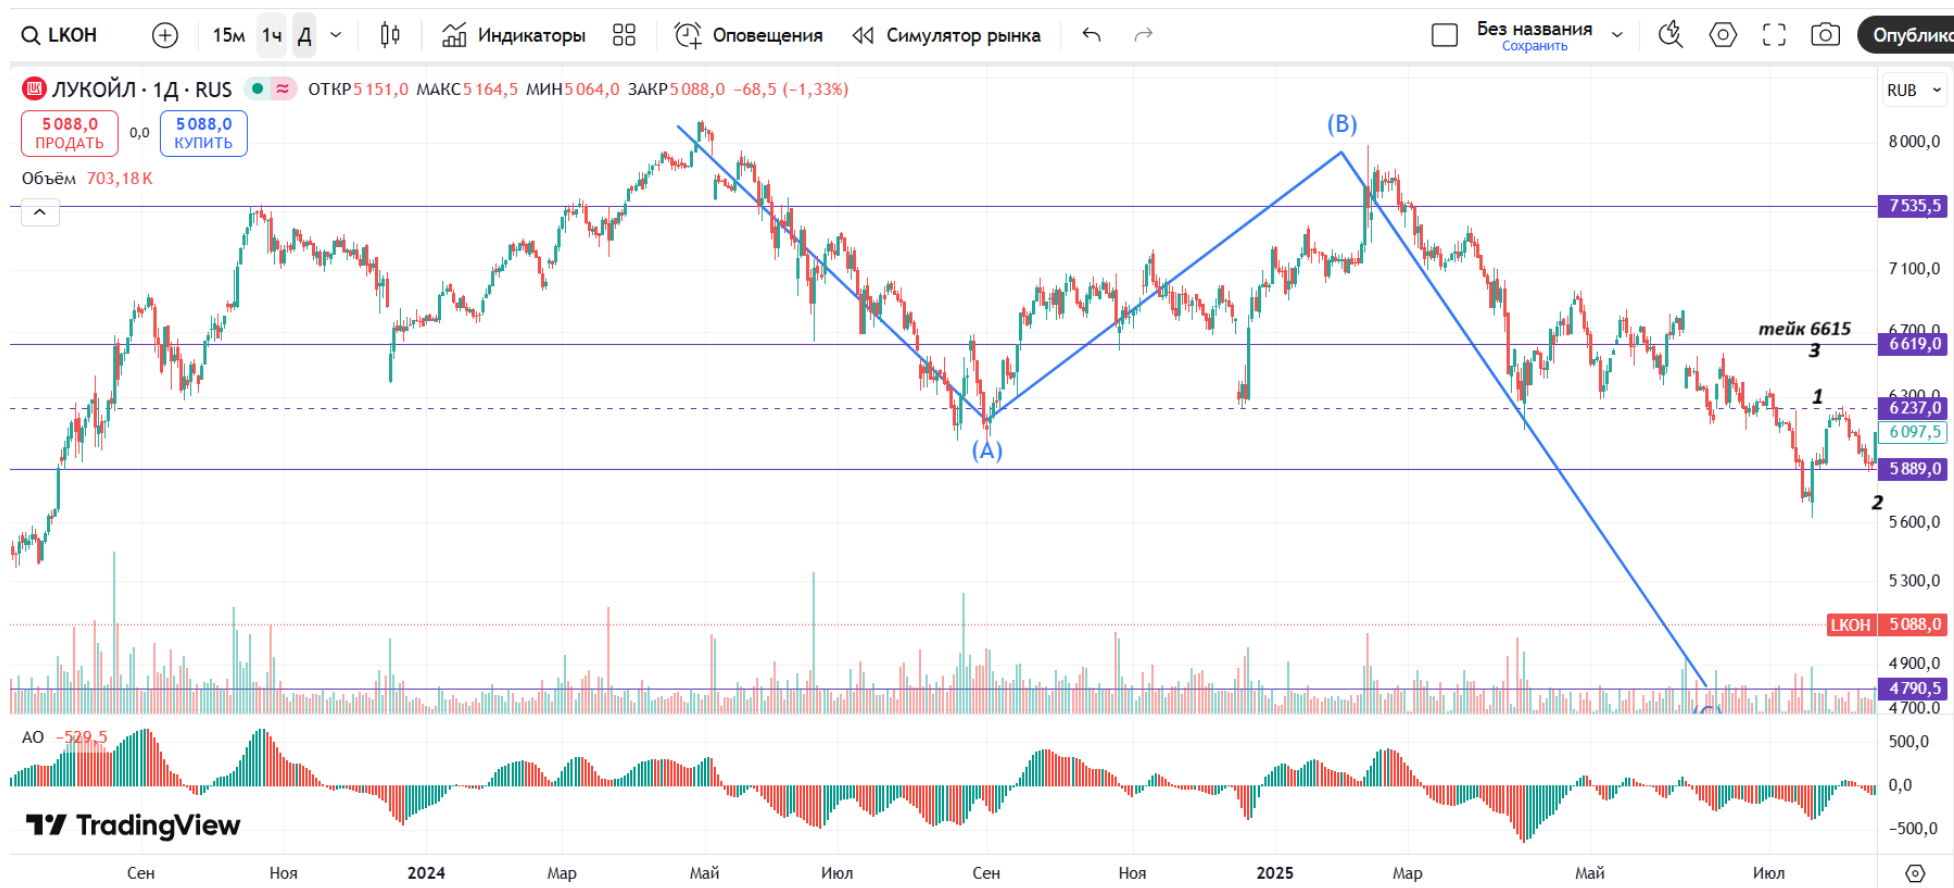 LKOH 15м 1ч Д Индикаторы Оповещения Симулятор рынка Без названия Опублико
Сохранить
ЛУКОЙЛ · 1Д · RUS ОТКР5 151,0 МАКС5 164,5 МИН5 064,0 ЗАКР5 088,0 −68,5 (−1,33%)
RUB
5 088,0 0,0 5 088,0
ПРОДАТЬ КУПИТЬ
Объём 703,18 K
(B)
8 000,0
7 535,5
7 100,0
тейк 6615
6 700,0
3
6 619,0
1
6 300,0
6 237,0
6 097,5
(A)
5 889,0
2
5 600,0
5 300,0
LKOH 5 088,0
4 900,0
4 790,5
4 700,0
(C)
AO −529,5
500,0
0,0
−500,0
TradingView
Сен Ноя 2024 Мар Май Июл Сен Ноя 2025 Мар Май Июл